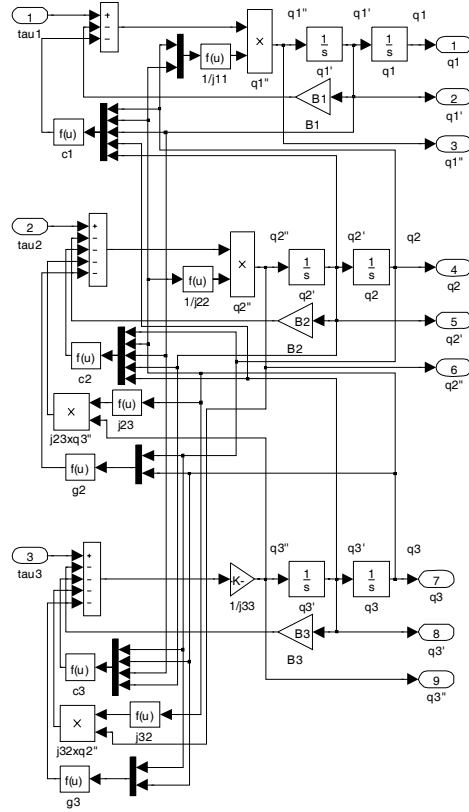 q1" q1' q1
1 + - - × 1/s 1/s 1
tau1 f(u) q1
1/j11 q1" q1' q1
B1 2
B1 q1'
f(u) 3
c1 q1"
2 + - - - - × q2" 1/s q2' 1/s q2 4
tau2 f(u) q2
1/j22 q2" q2' q2
B2 5
B2 q2'
f(u) 6
c2 q2"
× f(u)
j23xq3" j23
f(u)
g2
3 + - - - - -K- q3" 1/s q3' 1/s q3 7
tau3 1/j33 q3' q3 q3
B3 8
B3 q3'
f(u) 9
c3 q3"
× f(u)
j32xq2" j32
f(u)
g3